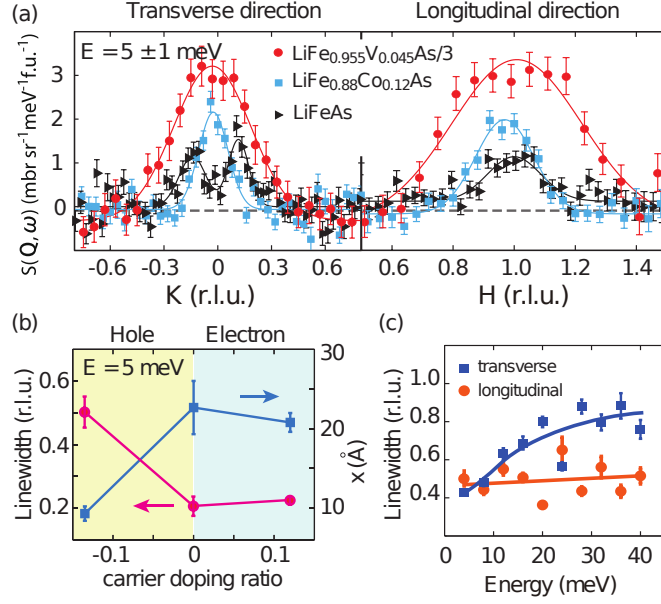 (a) Transverse direction Longitudinal direction
E = 5 ±1 meV
LiFe0.955V0.045As/3
LiFe0.88Co0.12As
LiFeAs
S(Q,ω) (mbr sr⁻¹meV⁻¹f.u.⁻¹)
3
2
1
0
-0.6 -0.3 0 0.3 0.6 0.6 0.8 1.0 1.2 1.4
K (r.l.u.) H (r.l.u.)
(b) Hole Electron
E = 5 meV
Linewidth (r.l.u.)
0.6
0.4
0.2
30
20
10
x (Å)
-0.1 0 0.1
carrier doping ratio
(c)
transverse
longitudinal
Linewidth (r.l.u.)
1.0
0.8
0.6
0.4
0 10 20 30 40
Energy (meV)